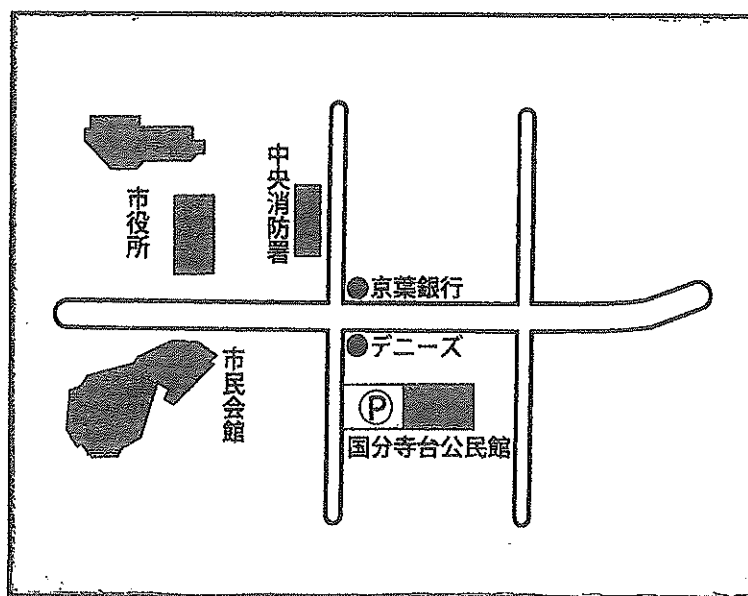 市役所
中央消防署
京葉銀行
デニーズ
市民会館
P
国分寺台公民館